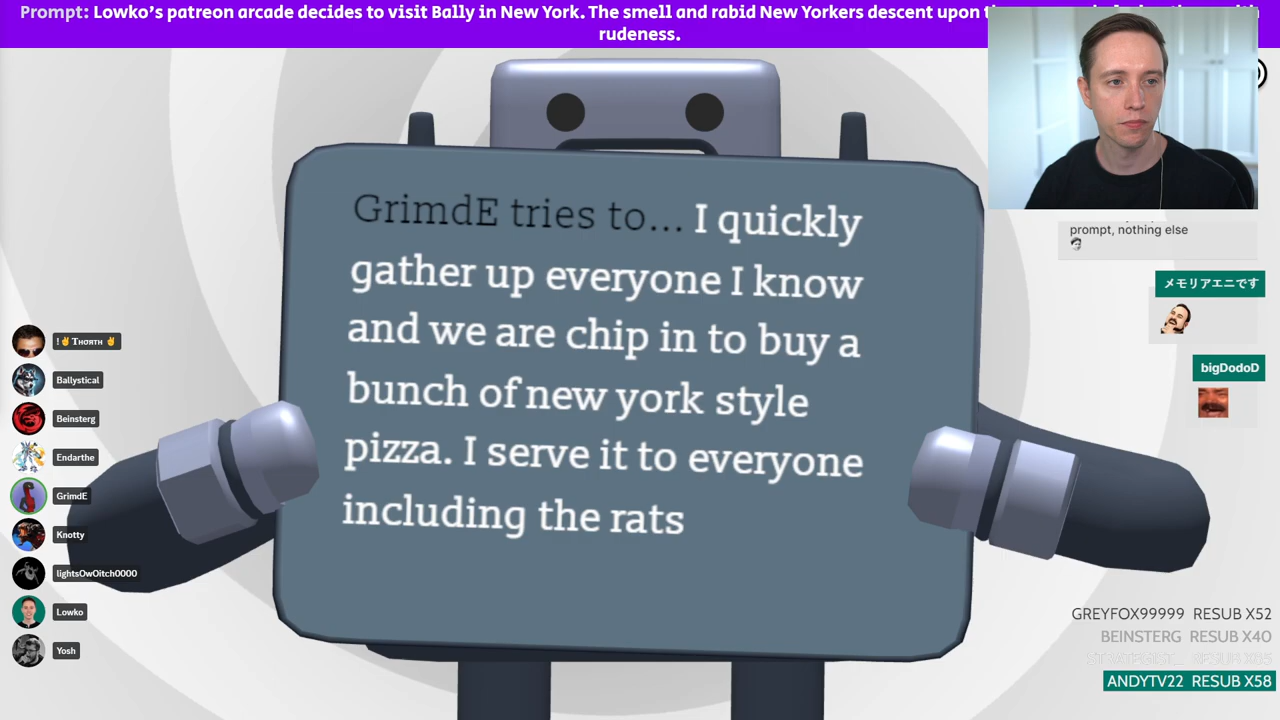 Prompt: Lowko's patreon arcade decides to visit Bally in New York. The smell and rabid New Yorkers descent upon
rudeness.
prompt, nothing else
GrimdE tries to... I quickly
gather up everyone I know
and we are chip in to buy a
bunch of new york style
pizza. I serve it to everyone
including the rats
メモリアエニです
bigDodoD
! ✌ Tнσятн ✌
Ballystical
Beinsterg
Endarthe
GrimdE
Knotty
lightsOwOitch0000
Lowko
Yosh
GREYFOX99999 RESUB X52
BEINSTERG RESUB X40
ANDYTV22 RESUB X58